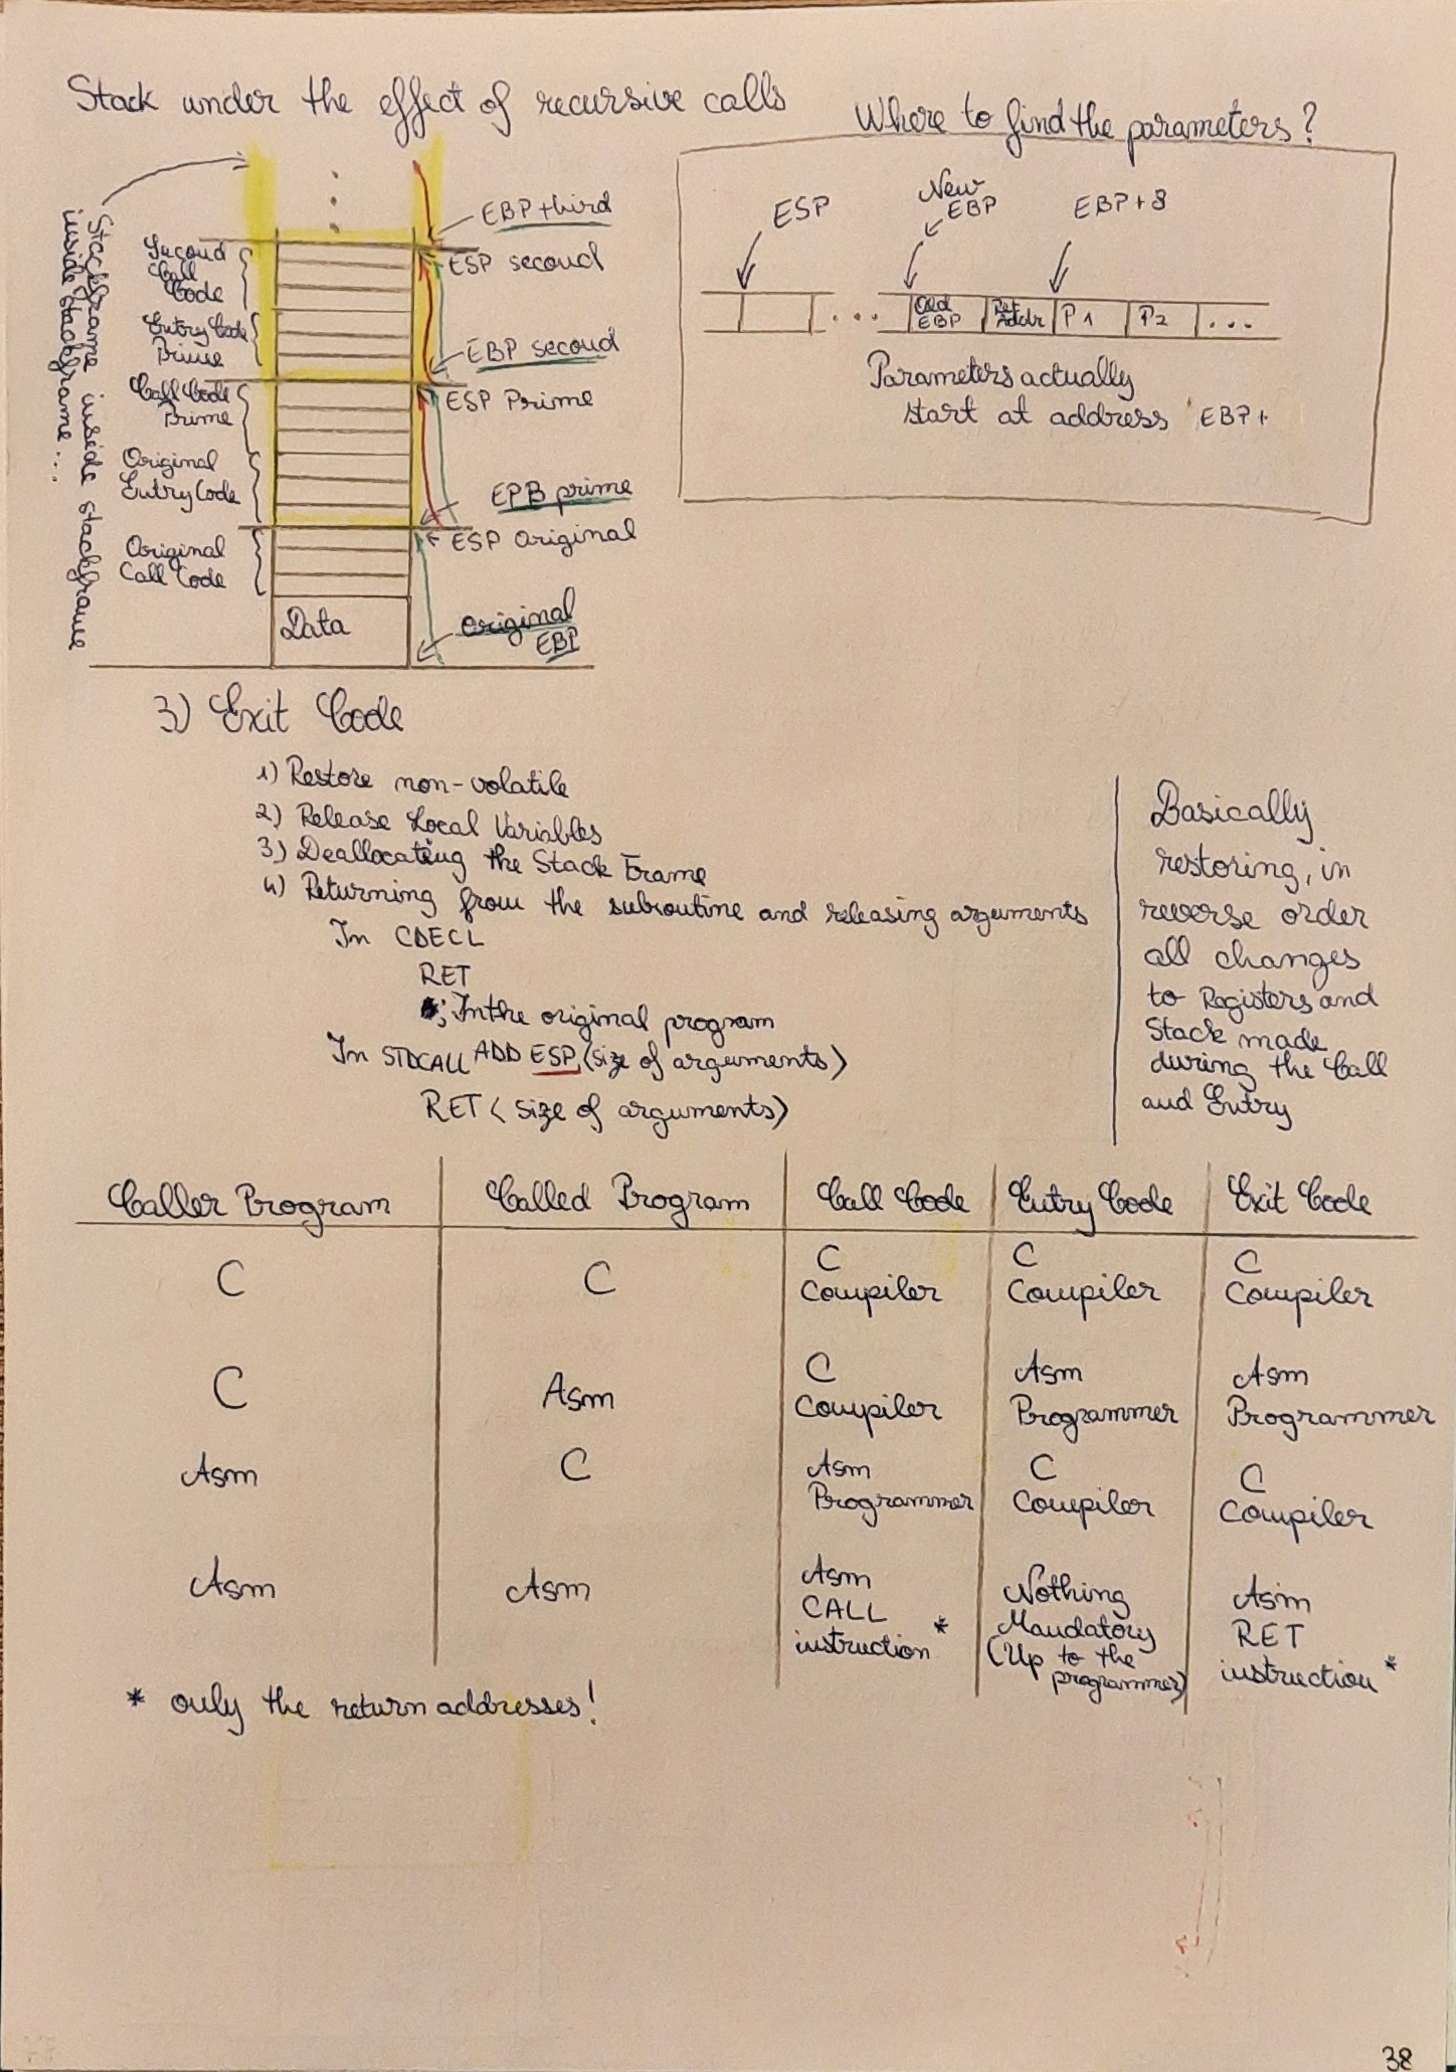 Stack under the effect of recursive calls
Stackframe inside stackframe
inside stackframe...
Second
Call
Code
Entry Code
Prime
Call Code
Prime
Original
Entry Code
Original
Call Code
Data
EBP third
ESP second
EBP second
ESP Prime
EPB prime
ESP Original
Original
EBP
Where to find the parameters?
ESP
New
EBP
EBP+8
...
Old
EBP
Ret
Addr
P1
P2
...
Parameters actually
start at address EBP+
3) Exit Code
1) Restore non-volatile
2) Release Local Variables
3) Deallocating the Stack Frame
4) Returning from the subroutine and releasing arguments
In CDECL
RET
; In the original program
In STDCALL ADD ESP, (size of arguments)
RET (size of arguments)
Basically
restoring, in
reverse order
all changes
to Registers and
Stack made
during the Call
and Entry
Caller Program Called Program Call Code Entry Code Exit Code
C C C Compiler C Compiler C Compiler
C Asm C Compiler Asm Programmer Asm Programmer
Asm C Asm Programmer C Compiler C Compiler
Asm Asm Asm CALL instruction * Nothing Mandatory (Up to the programmer) Asm RET instruction *
* only the return addresses!
38